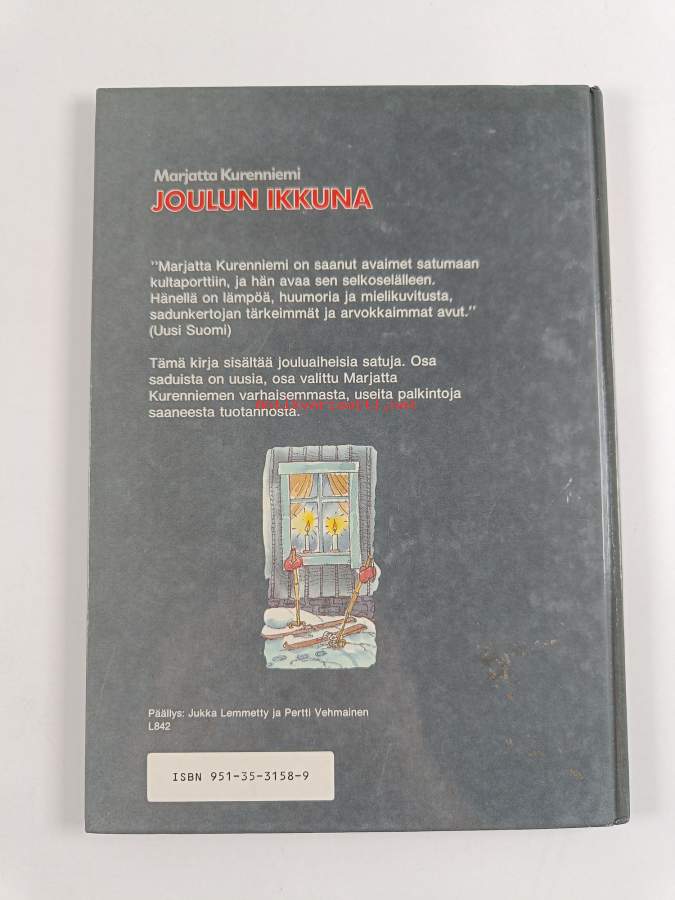 Marjatta Kurenniemi
JOULUN IKKUNA
"Marjatta Kurenniemi on saanut avaimet satumaan
kultaporttiin, ja hän avaa sen selkoselälleen.
Hänellä on lämpöä, huumoria ja mielikuvitusta,
sadunkertojan tärkeimmät ja arvokkaimmat avut."
(Uusi Suomi)
Tämä kirja sisältää jouluaiheisia satuja. Osa
saduista on uusia, osa valittu Marjatta
Kurenniemen varhaisemmasta, useita palkintoja
Antikvariaatti.net
saaneesta tuotannosta.
Päällys: Jukka Lemmetty ja Pertti Vehmainen
L842
ISBN 951-35-3158-9